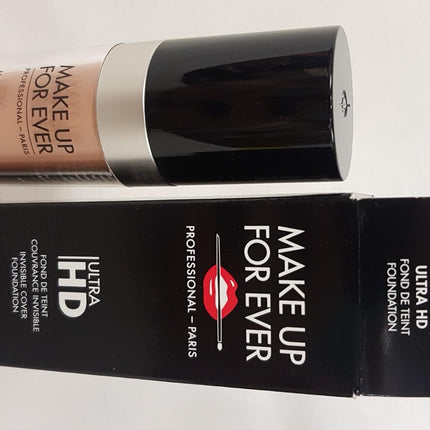 MAKE UP
FOR EVER
PROFESSIONAL – PARIS
MAKE UP
FOR EVER
PROFESSIONAL – PARIS
ULTRA
HD
FOND DE TEINT
COUVRANCE INVISIBLE
INVISIBLE COVER
FOUNDATION
ULTRA HD
FOND DE TEINT
FOUNDATION